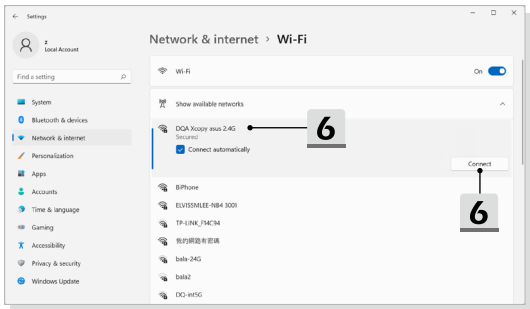 Settings
z
Local Account
Find a setting
System
Bluetooth & devices
Network & internet
Personalization
Apps
Accounts
Time & language
Gaming
Accessibility
Privacy & security
Windows Update
Network & internet > Wi-Fi
Wi-Fi
On
Show available networks
DQA Xcopy asus 2.4G
Secured
Connect automatically
6
Connect
6
BiPhone
ELVISSMLEE-NB4 3001
TP-LINK_F14C94
我的網路有密碼
bala-24G
bala2
DQ-int5G